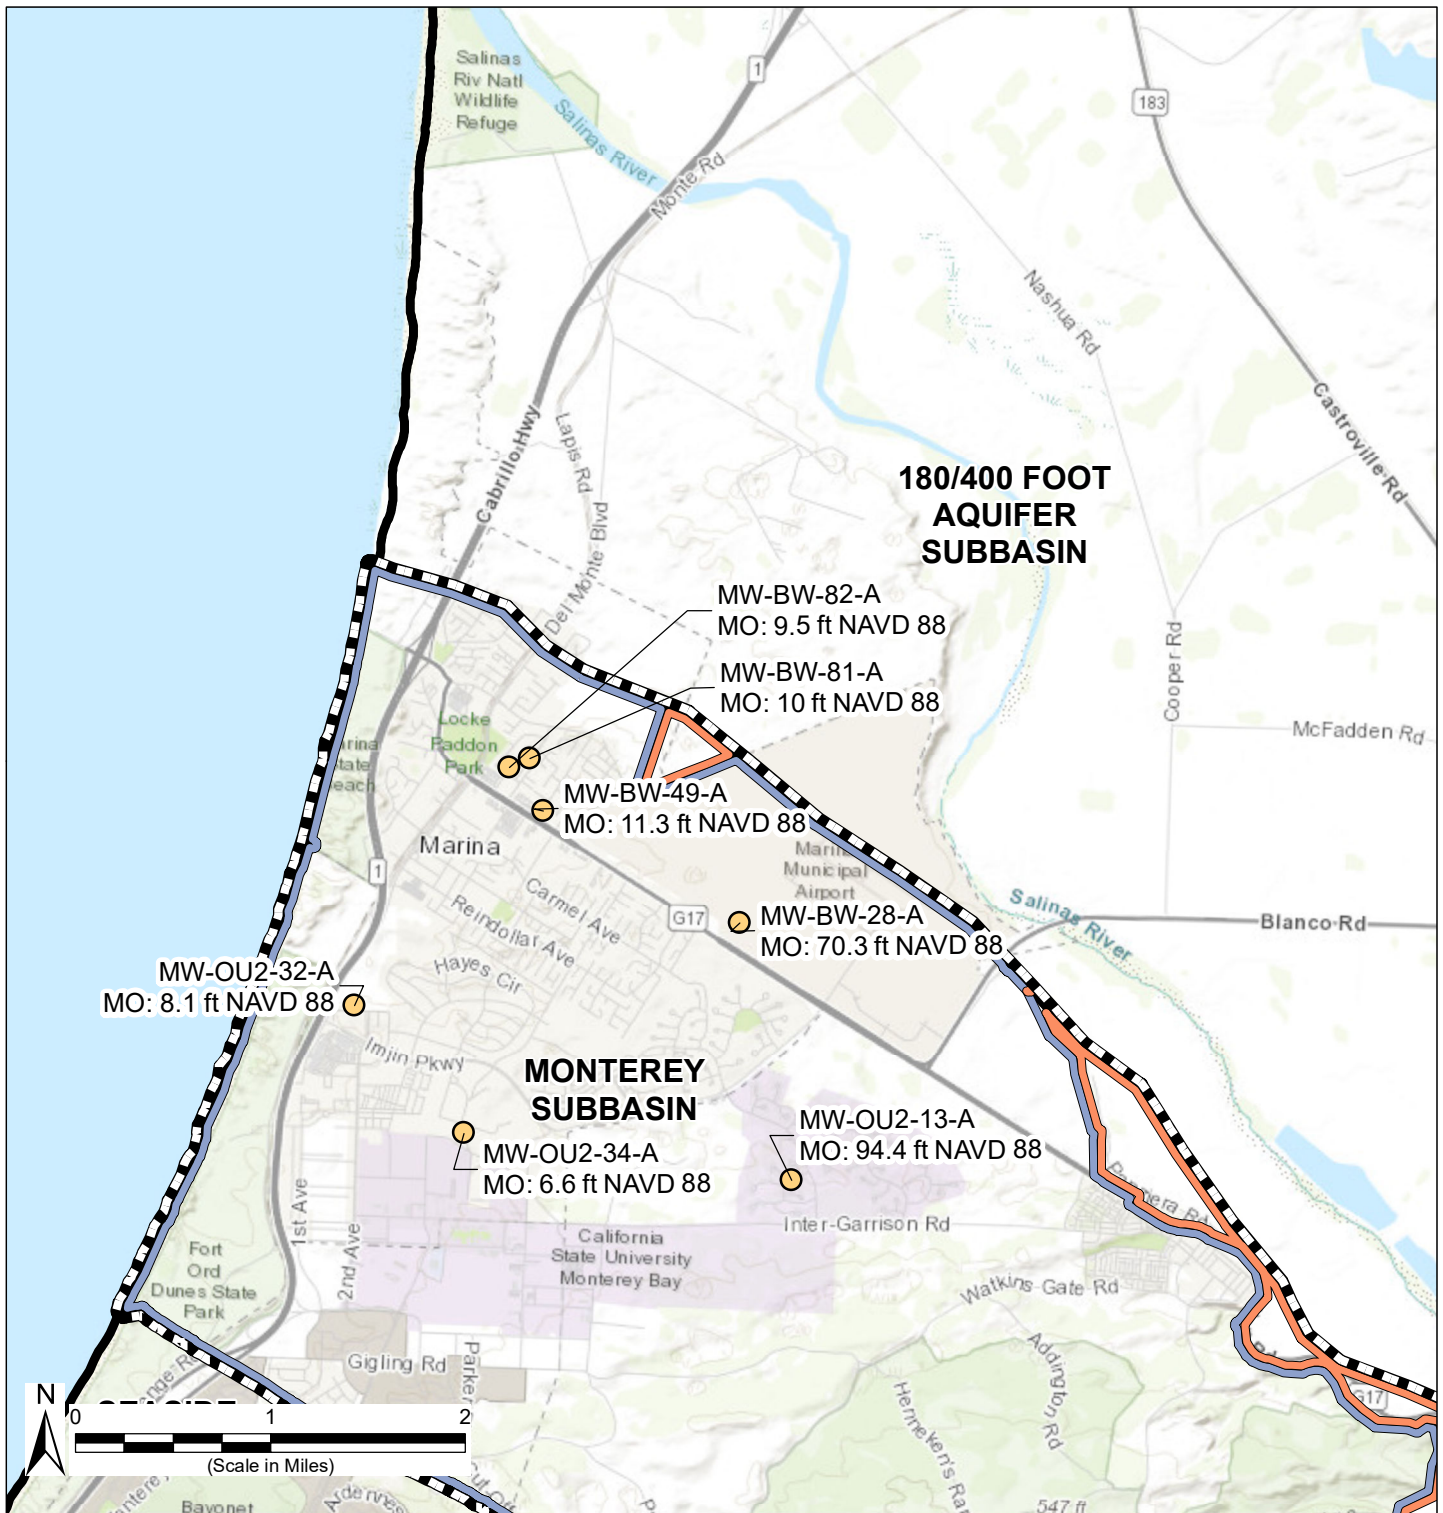 Salinas
Riv Natl
Wildlife
Refuge
1
183
Salinas River
Monte Rd
Nashua Rd
Castroville Rd
Cabrillo Hwy
Lapis Rd
Del Monte Blvd
180/400 FOOT
AQUIFER
SUBBASIN
MW-BW-82-A
MO: 9.5 ft NAVD 88
Cooper Rd
MW-BW-81-A
MO: 10 ft NAVD 88
McFadden Rd
Locke
Paddon
Park
MW-BW-49-A
MO: 11.3 ft NAVD 88
Marina
Municipal
Airport
Marina
1
Carmel Ave
Reindollar Ave
G17
MW-BW-28-A
MO: 70.3 ft NAVD 88
Salinas River
Blanco Rd
Hayes Cir
MW-OU2-32-A
MO: 8.1 ft NAVD 88
Imjin Pkwy
MONTEREY
SUBBASIN
MW-OU2-13-A
MO: 94.4 ft NAVD 88
MW-OU2-34-A
MO: 6.6 ft NAVD 88
1st Ave
2nd Ave
Inter-Garrison Rd
California
State University
Monterey Bay
Fort
Ord
Dunes State
Park
Watkins Gate Rd
Addington Rd
Gigling Rd
Parker
G17
N
0 1 2
(Scale in Miles)
Bayonet
547 ft